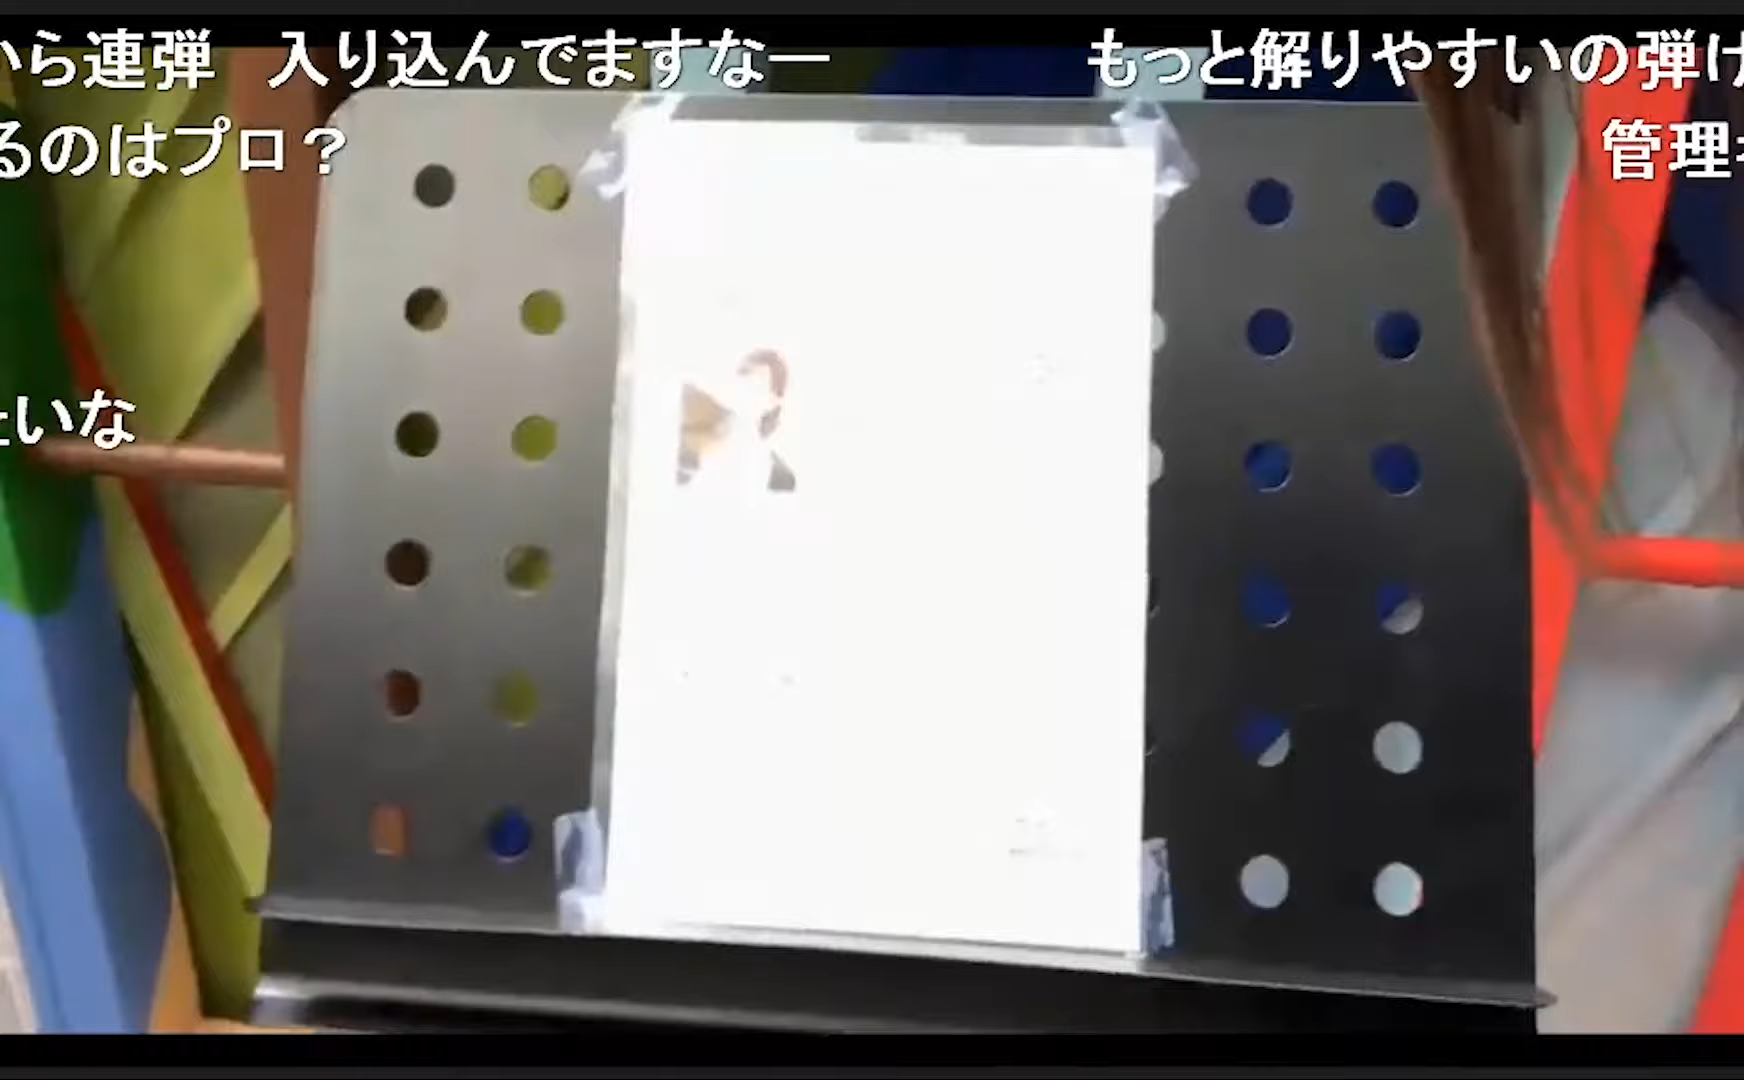 から連弾　入り込んでますなー
もっと解りやすいの弾け
るのはプロ？
管理
いな